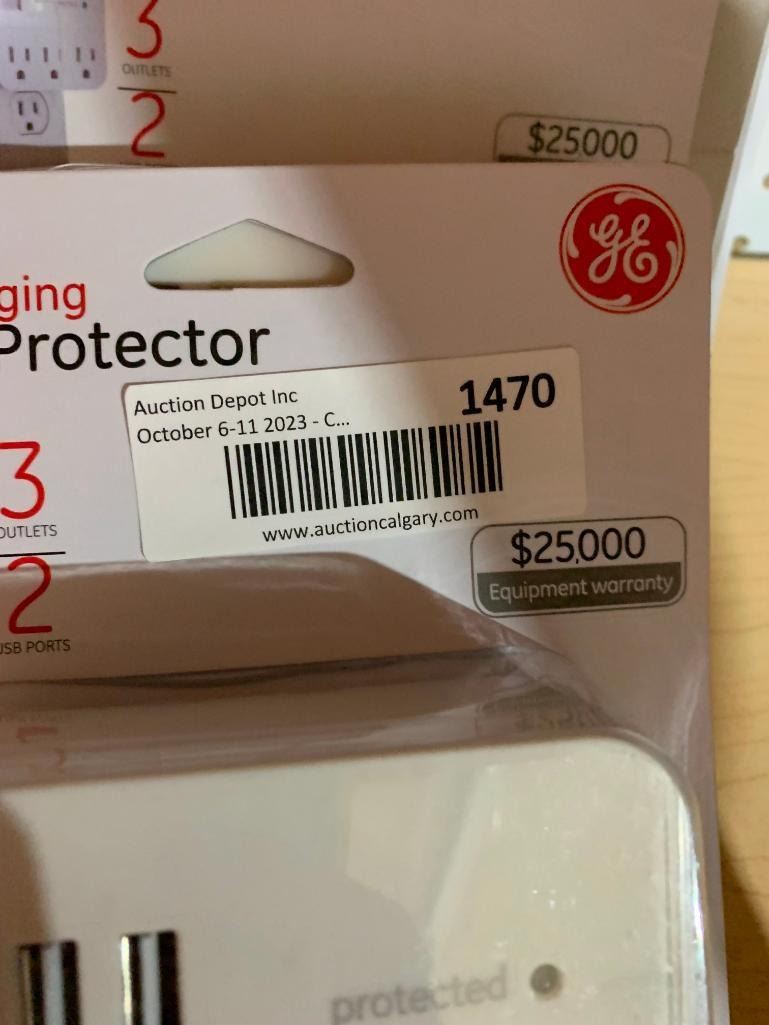 3
OUTLETS
2
$25000
GE
ging
Protector
Auction Depot Inc
1470
October 6-11 2023 - C...
www.auctioncalgary.com
3
OUTLETS
2
USB PORTS
$25,000
Equipment warranty
protected